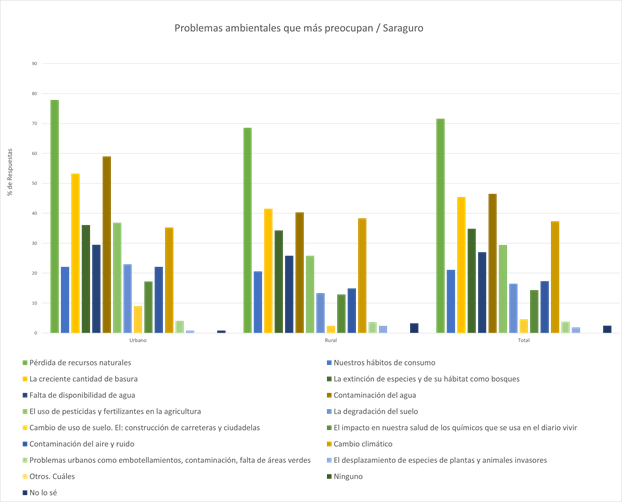 Problemas ambientales que más preocupan / Saraguro
90
80
70
60
50
40
30
20
10
0
% de Respuestas
Urbano Rural Total
Pérdida de recursos naturales Nuestros hábitos de consumo
La creciente cantidad de basura La extinción de especies y de su hábitat como bosques
Falta de disponibilidad de agua Contaminación del agua
El uso de pesticidas y fertilizantes en la agricultura La degradación del suelo
Cambio de uso de suelo. El: construcción de carreteras y ciudadelas El impacto en nuestra salud de los químicos que se usa en el diario vivir
Contaminación del aire y ruido Cambio climático
Problemas urbanos como embotellamientos, contaminación, falta de áreas verdes El desplazamiento de especies de plantas y animales invasores
Otros. Cuáles Ninguno
No lo sé